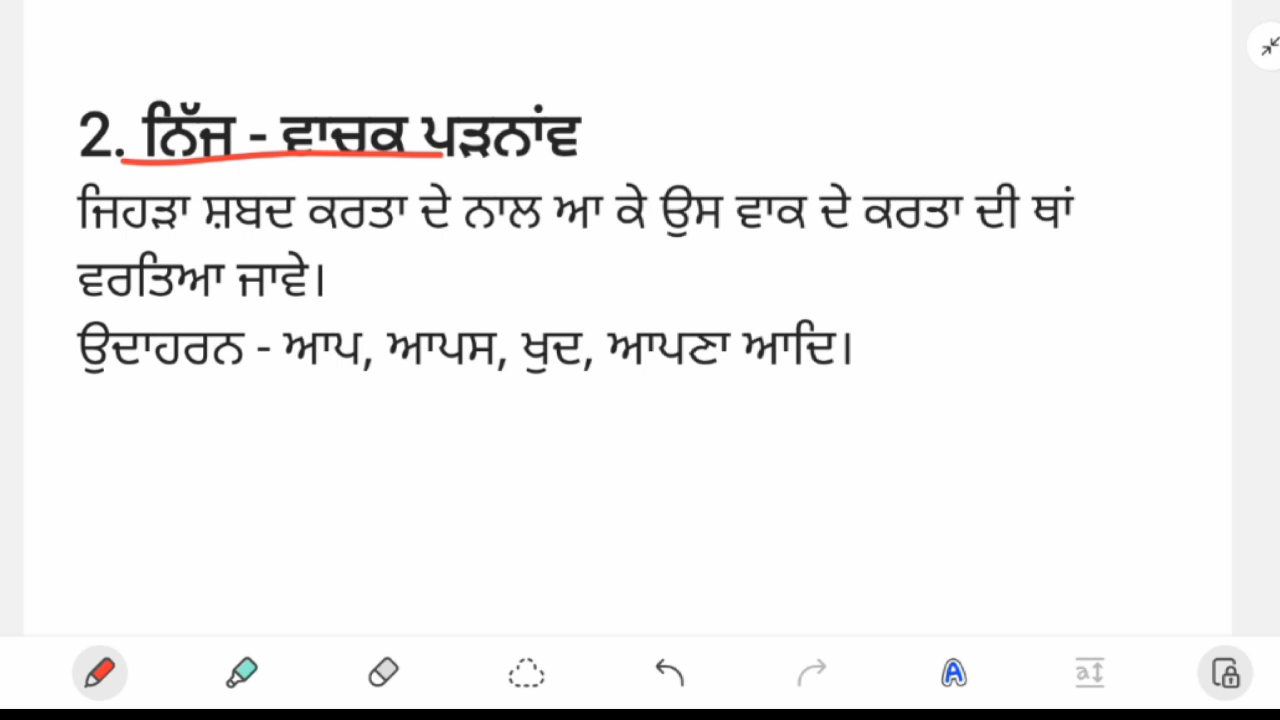 2. ਨਿੱਜ - ਵਾਚਕ ਪੜਨਾਂਵ
ਜਿਹੜਾ ਸ਼ਬਦ ਕਰਤਾ ਦੇ ਨਾਲ ਆ ਕੇ ਉਸ ਵਾਕ ਦੇ ਕਰਤਾ ਦੀ ਥਾਂ
ਵਰਤਿਆ ਜਾਵੇ।
ਉਦਾਹਰਨ - ਆਪ, ਆਪਸ, ਖੁਦ, ਆਪਣਾ ਆਦਿ।
A
a